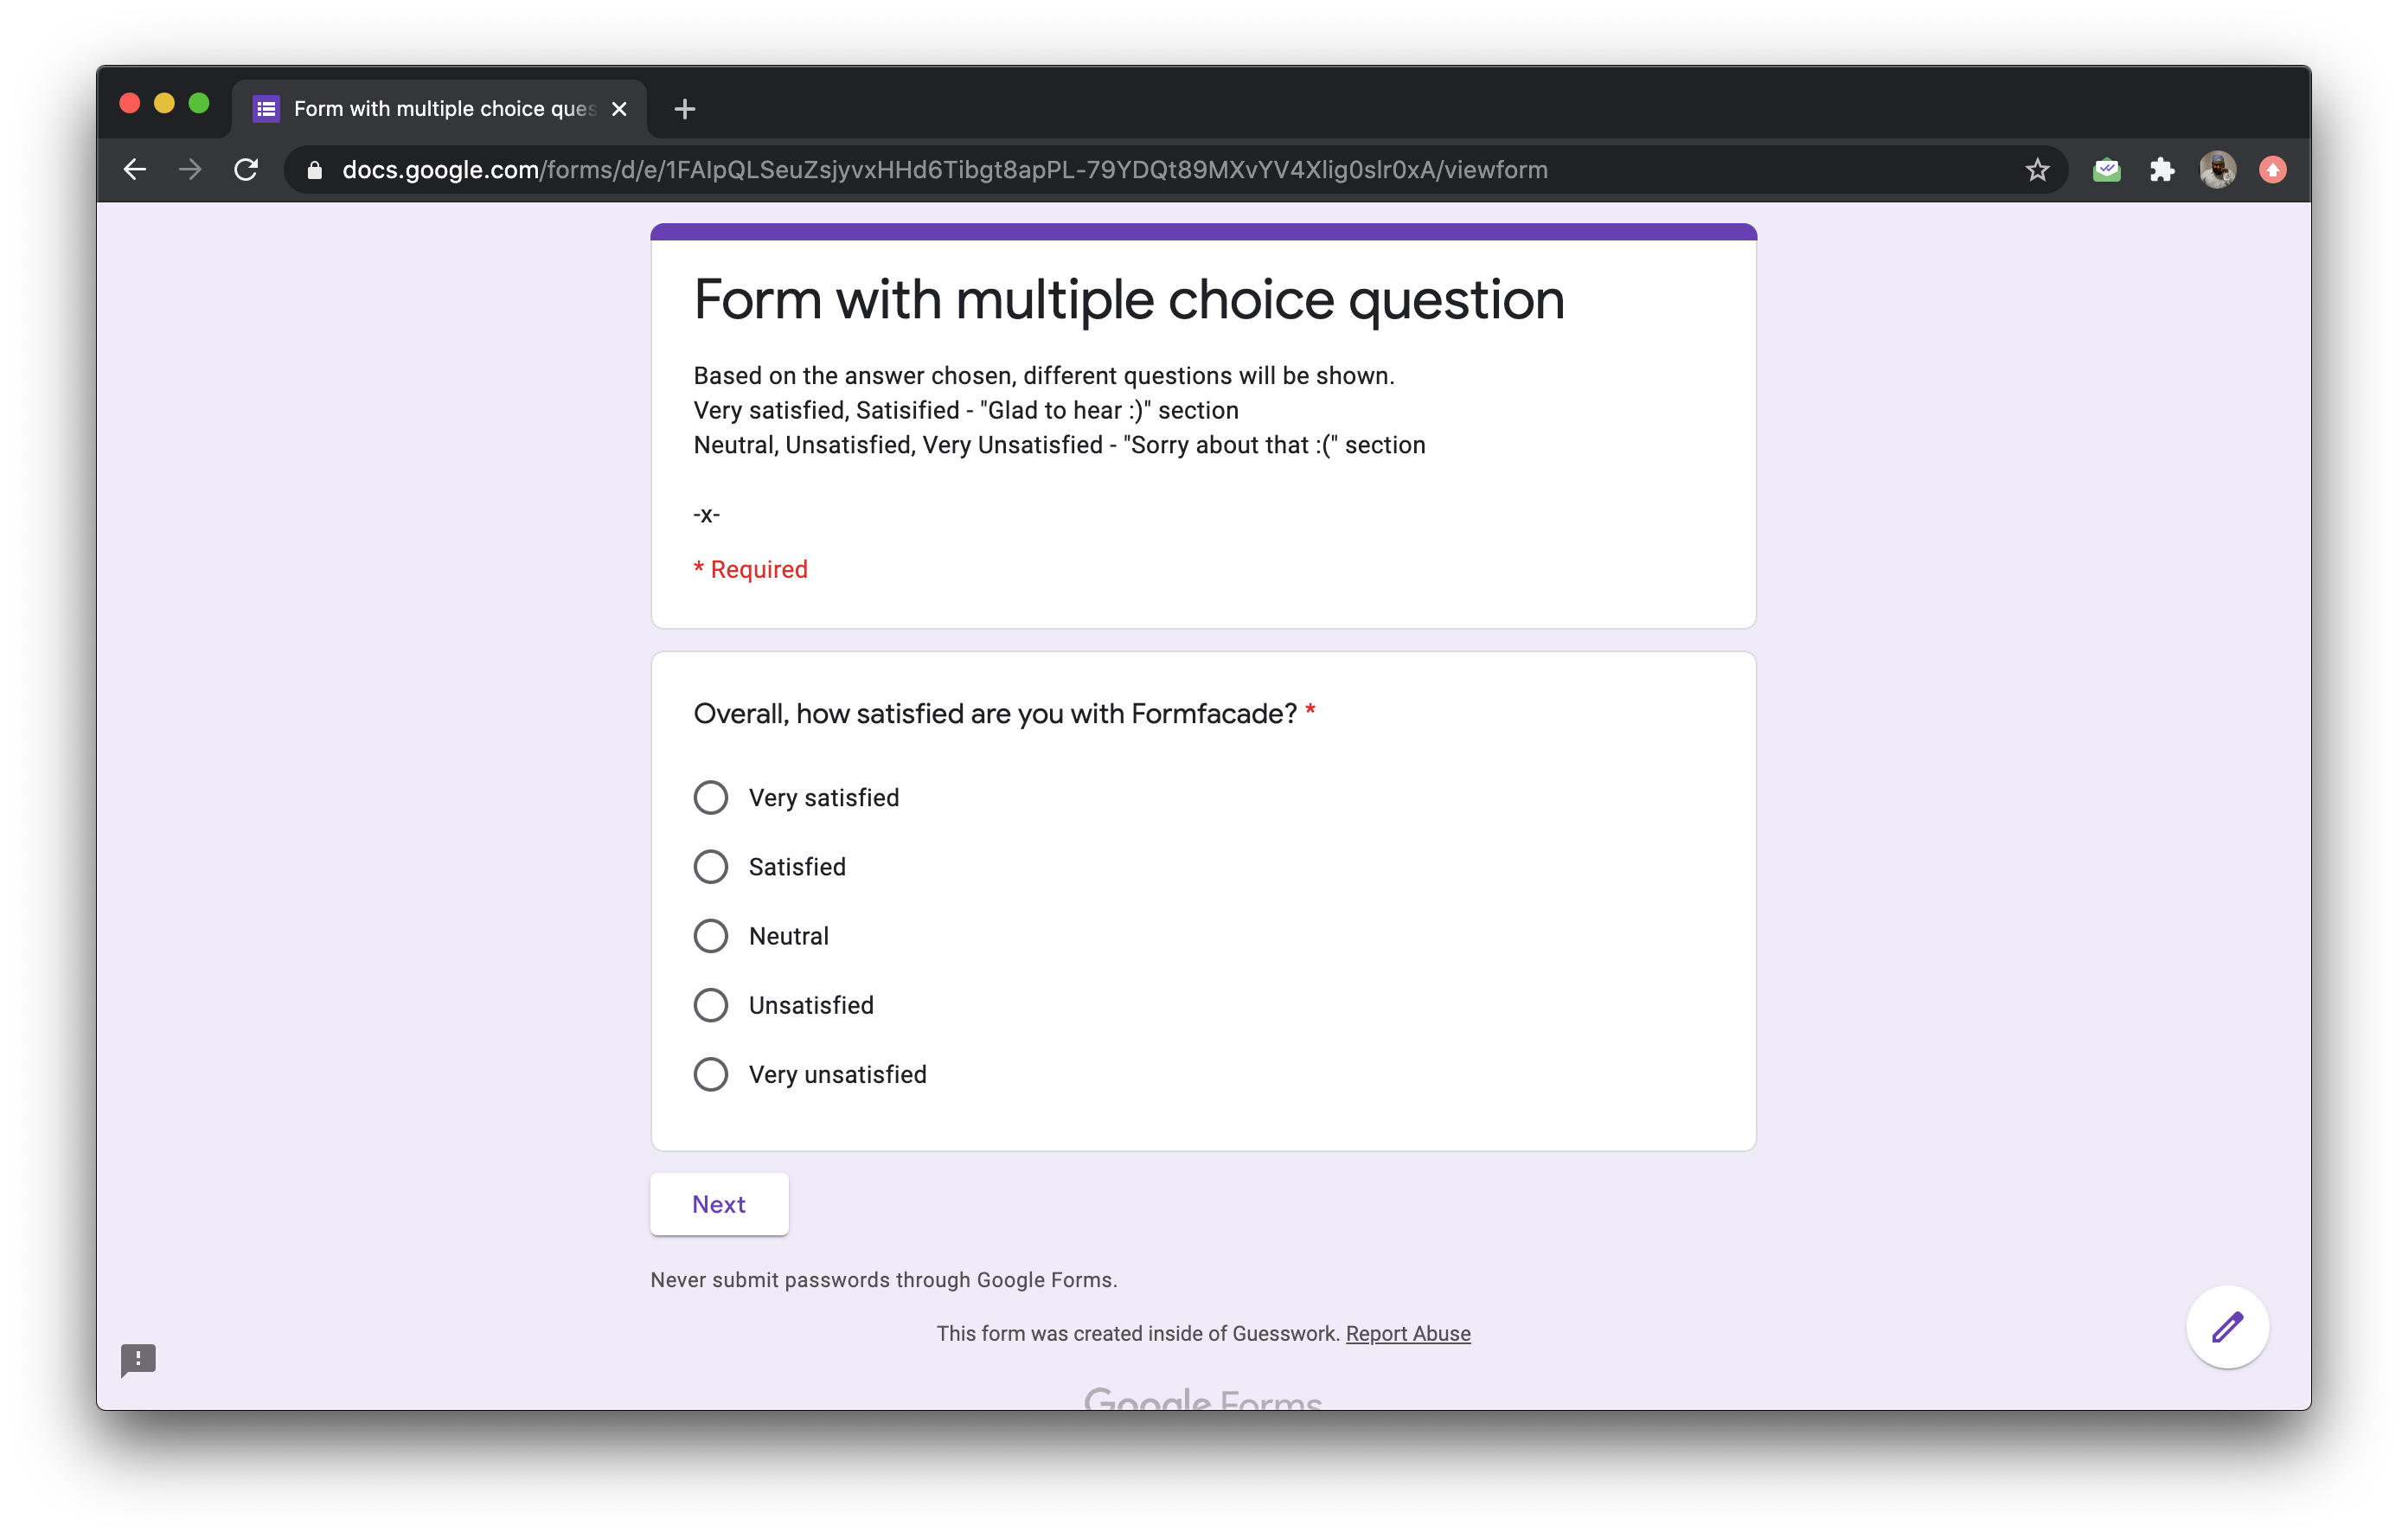 Form with multiple choice ques
docs.google.com/forms/d/e/1FAIpQLSeuZsjyvxHHd6Tibgt8apPL-79YDQt89MXvYV4Xlig0slr0xA/viewform
Form with multiple choice question
Based on the answer chosen, different questions will be shown.
Very satisfied, Satisified - "Glad to hear :)" section
Neutral, Unsatisfied, Very Unsatisfied - "Sorry about that :(" section
-x-
* Required
Overall, how satisfied are you with Formfacade? *
Very satisfied
Satisfied
Neutral
Unsatisfied
Very unsatisfied
Next
Never submit passwords through Google Forms.
This form was created inside of Guesswork. Report Abuse
Google Forms